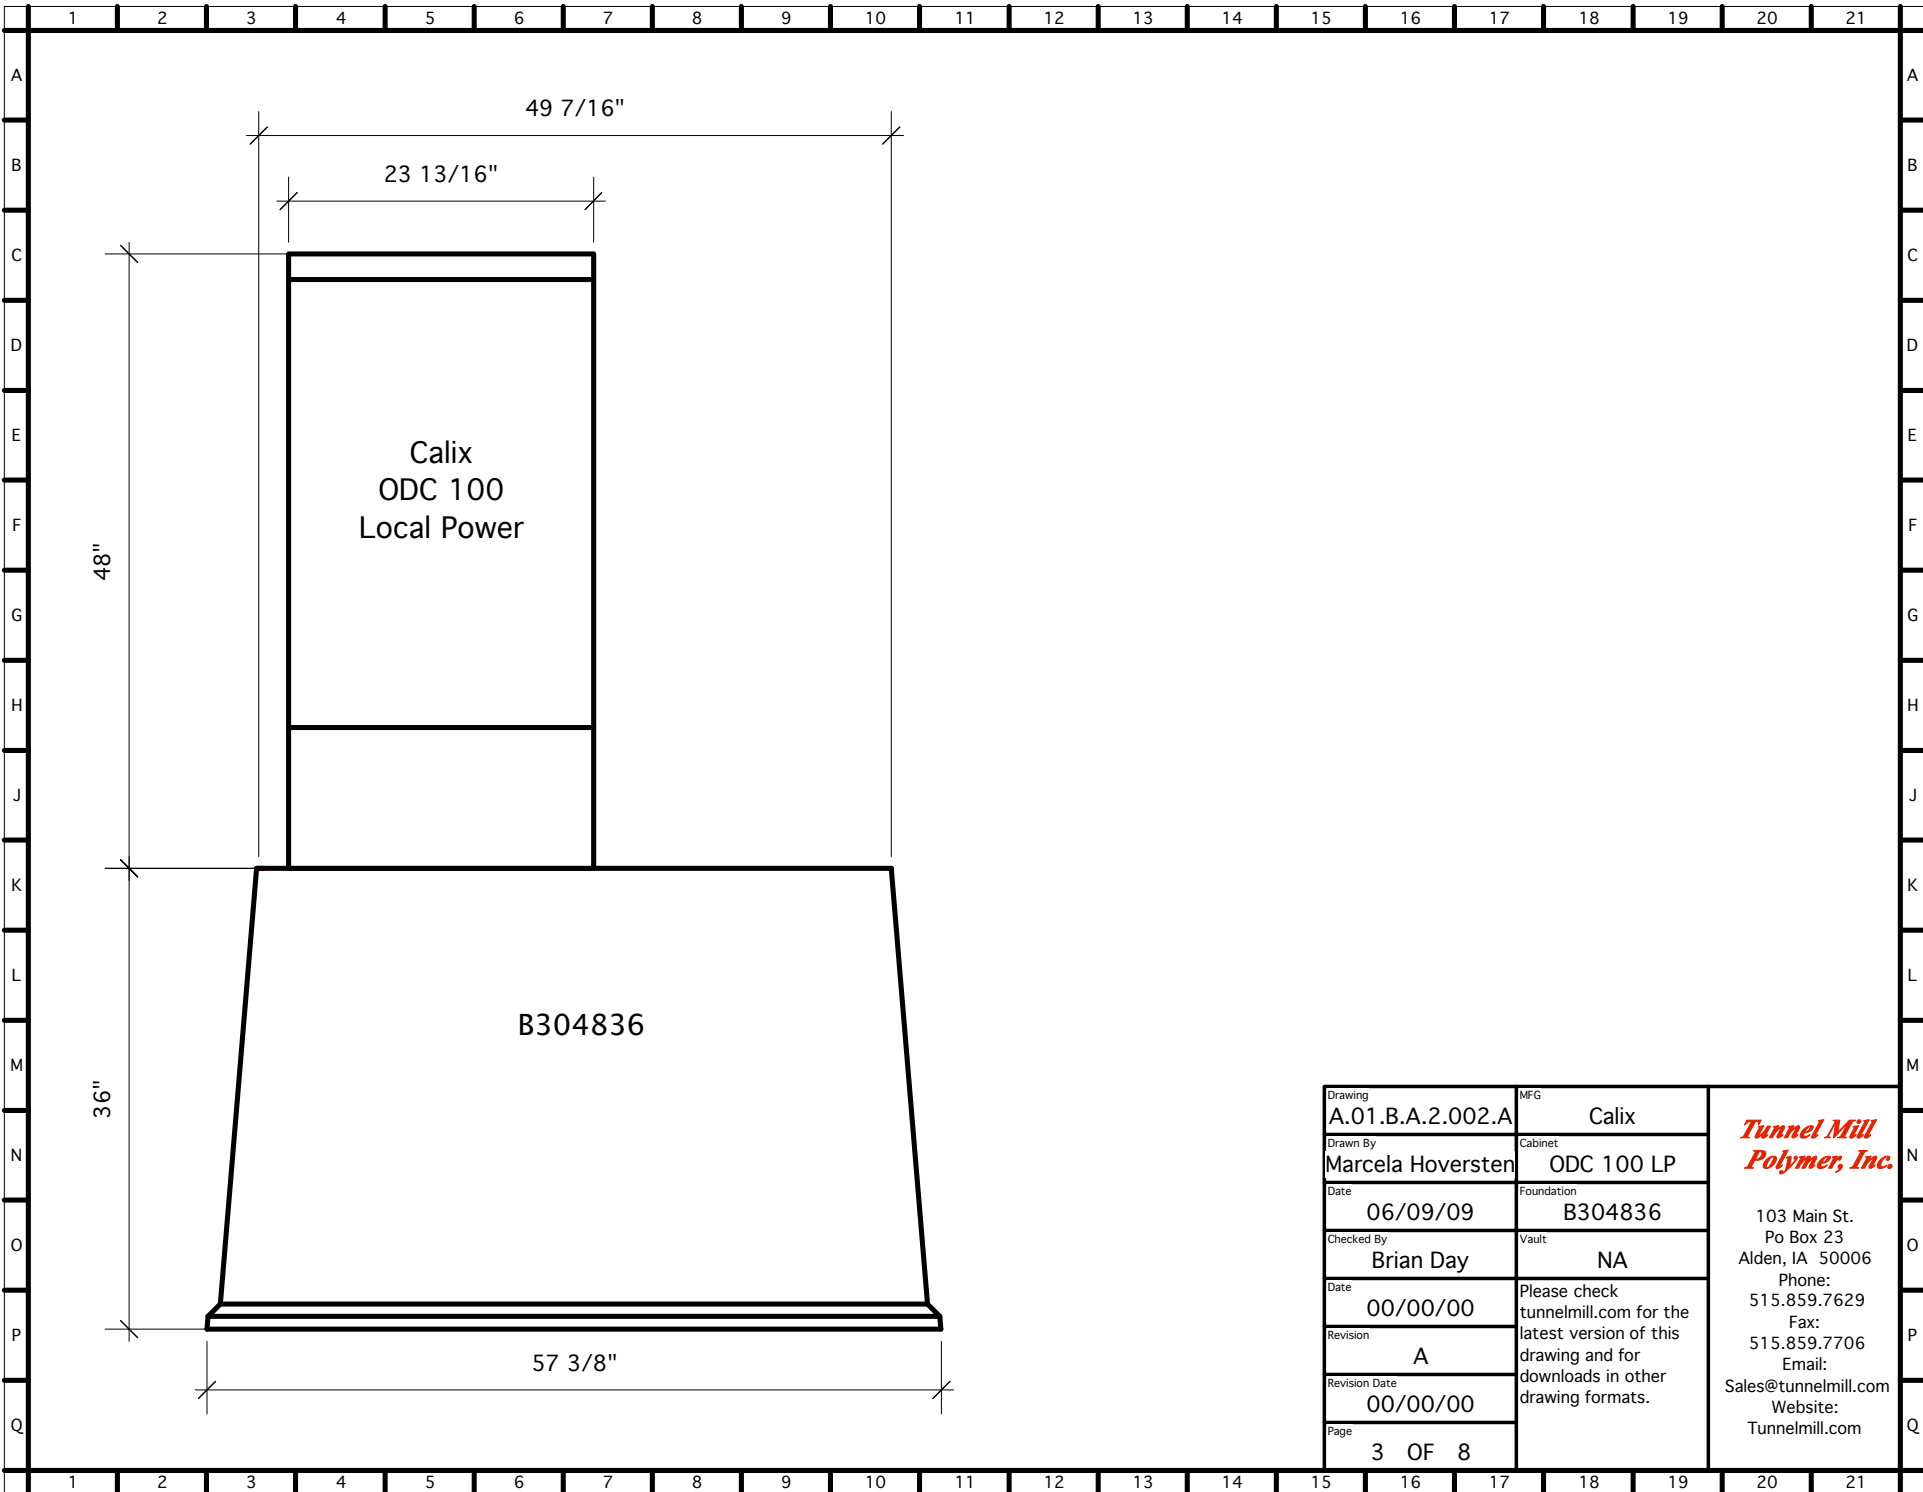 1 2 3 4 5 6 7 8 9 10 11 12 13 14 15 16 17 18 19 20 21
A A
B B
C C
D D
E E
F F
G G
H H
J J
K K
L L
M M
N N
O O
P P
Q Q
49 7/16"
23 13/16"
48"
Calix
ODC 100
Local Power
36"
B304836
57 3/8"
Drawing
A.01.B.A.2.002.A
MFG
Calix
Drawn By
Marcela Hoversten
Cabinet
ODC 100 LP
Date
06/09/09
Foundation
B304836
Checked By
Brian Day
Vault
NA
Date
00/00/00
Revision
A
Revision Date
00/00/00
Page
3 OF 8
Please check
tunnelmill.com for the
latest version of this
drawing and for
downloads in other
drawing formats.
Tunnel Mill
Polymer, Inc.
103 Main St.
Po Box 23
Alden, IA 50006
Phone:
515.859.7629
Fax:
515.859.7706
Email:
Sales@tunnelmill.com
Website:
Tunnelmill.com
1 2 3 4 5 6 7 8 9 10 11 12 13 14 15 16 17 18 19 20 21